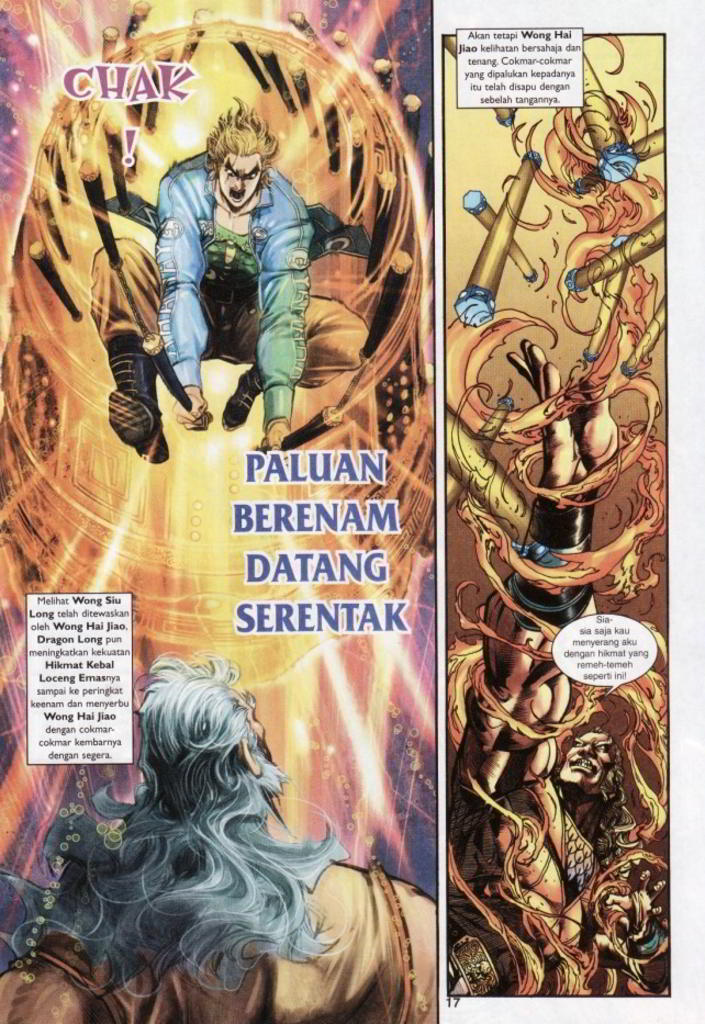 CHAK
!
PALUAN
BERENAM
DATANG
SERENTAK
Melihat Wong Siu
Long telah ditewaskan
oleh Wong Hai Jiao,
Dragon Long pun
meningkatkan kekuatan
Hikmat Kebal
Loceng Emasnya
sampai ke peringkat
keenam dan menyerbu
Wong Hai Jiao
dengan cokmar-
cokmar kembarnya
dengan segera.
Akan tetapi Wong Hai
Jiao kelihatan bersahaja dan
tenang. Cokmar-cokmar
yang dipalukan kepadanya
itu telah disapu dengan
sebelah tangannya.
Sia-
sia saja kau
menyerang aku
dengan hikmat yang
remeh-temeh
seperti ini!
17